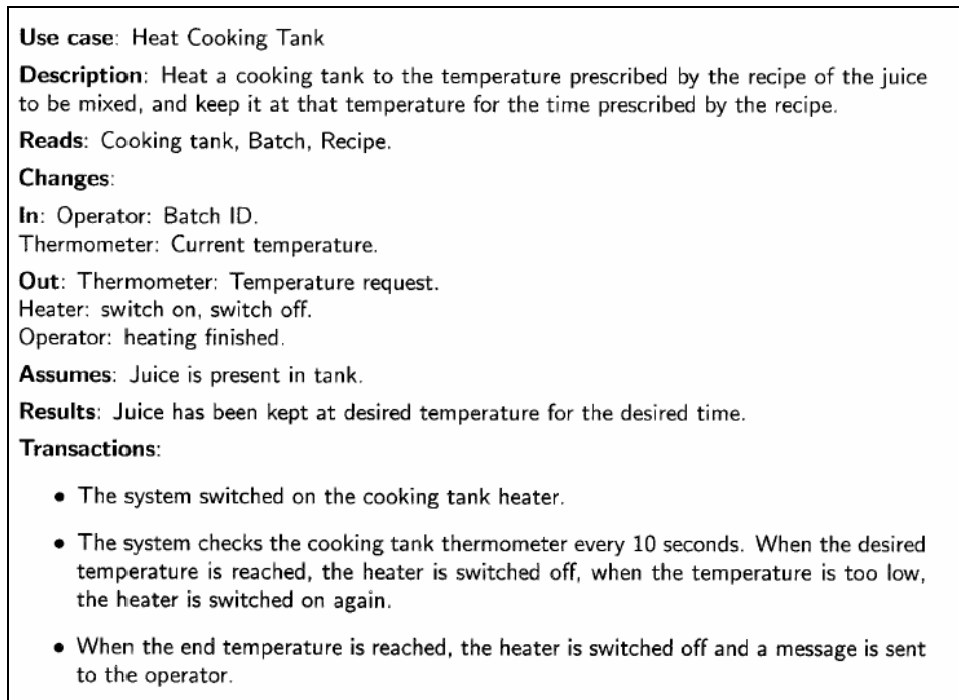 Use case: Heat Cooking Tank
Description: Heat a cooking tank to the temperature prescribed by the recipe of the juice
to be mixed, and keep it at that temperature for the time prescribed by the recipe.
Reads: Cooking tank, Batch, Recipe.
Changes:
In: Operator: Batch ID.
Thermometer: Current temperature.
Out: Thermometer: Temperature request.
Heater: switch on, switch off.
Operator: heating finished.
Assumes: Juice is present in tank.
Results: Juice has been kept at desired temperature for the desired time.
Transactions:
• The system switched on the cooking tank heater.
• The system checks the cooking tank thermometer every 10 seconds. When the desired
temperature is reached, the heater is switched off, when the temperature is too low,
the heater is switched on again.
• When the end temperature is reached, the heater is switched off and a message is sent
to the operator.